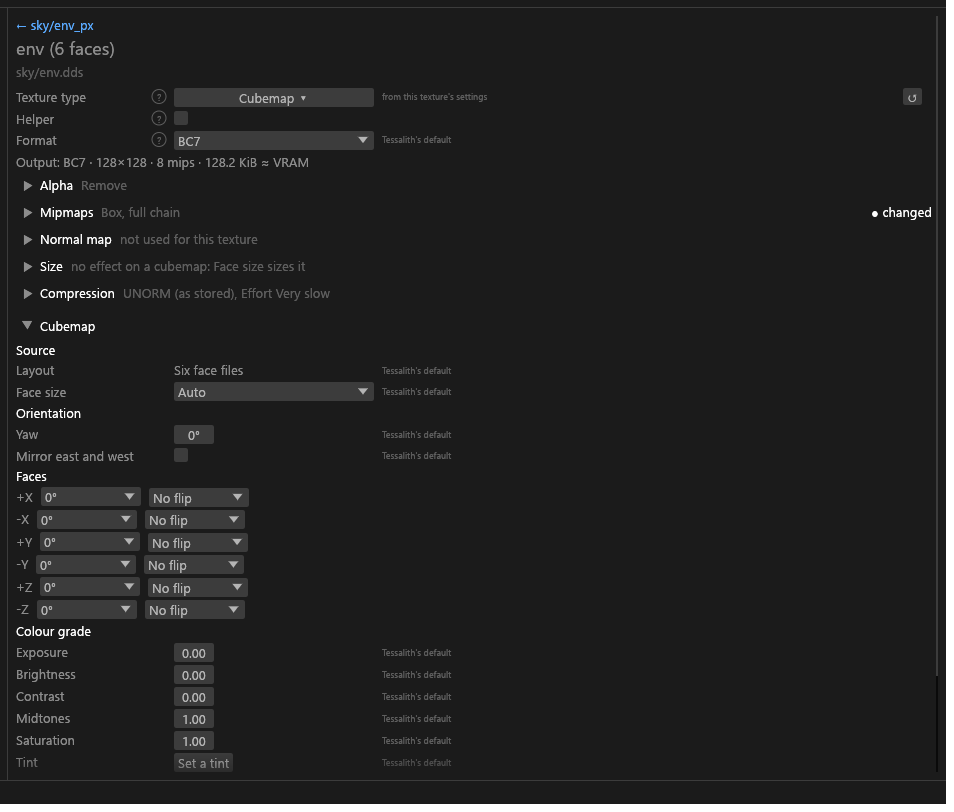 ← sky/env_px
env (6 faces)
sky/env.dds
Texture type ? Cubemap ▾ from this texture's settings ↺
Helper ?
Format ? BC7 Tessalith's default
Output: BC7 · 128×128 · 8 mips · 128.2 KiB ≈ VRAM
Alpha Remove
Mipmaps Box, full chain ● changed
Normal map not used for this texture
Size no effect on a cubemap: Face size sizes it
Compression UNORM (as stored), Effort Very slow
Cubemap
Source
Layout Six face files Tessalith's default
Face size Auto Tessalith's default
Orientation
Yaw 0° Tessalith's default
Mirror east and west Tessalith's default
Faces
+X 0° No flip
-X 0° No flip
+Y 0° No flip
-Y 0° No flip
+Z 0° No flip
-Z 0° No flip
Colour grade
Exposure 0.00 Tessalith's default
Brightness 0.00 Tessalith's default
Contrast 0.00 Tessalith's default
Midtones 1.00 Tessalith's default
Saturation 1.00 Tessalith's default
Tint Set a tint Tessalith's default